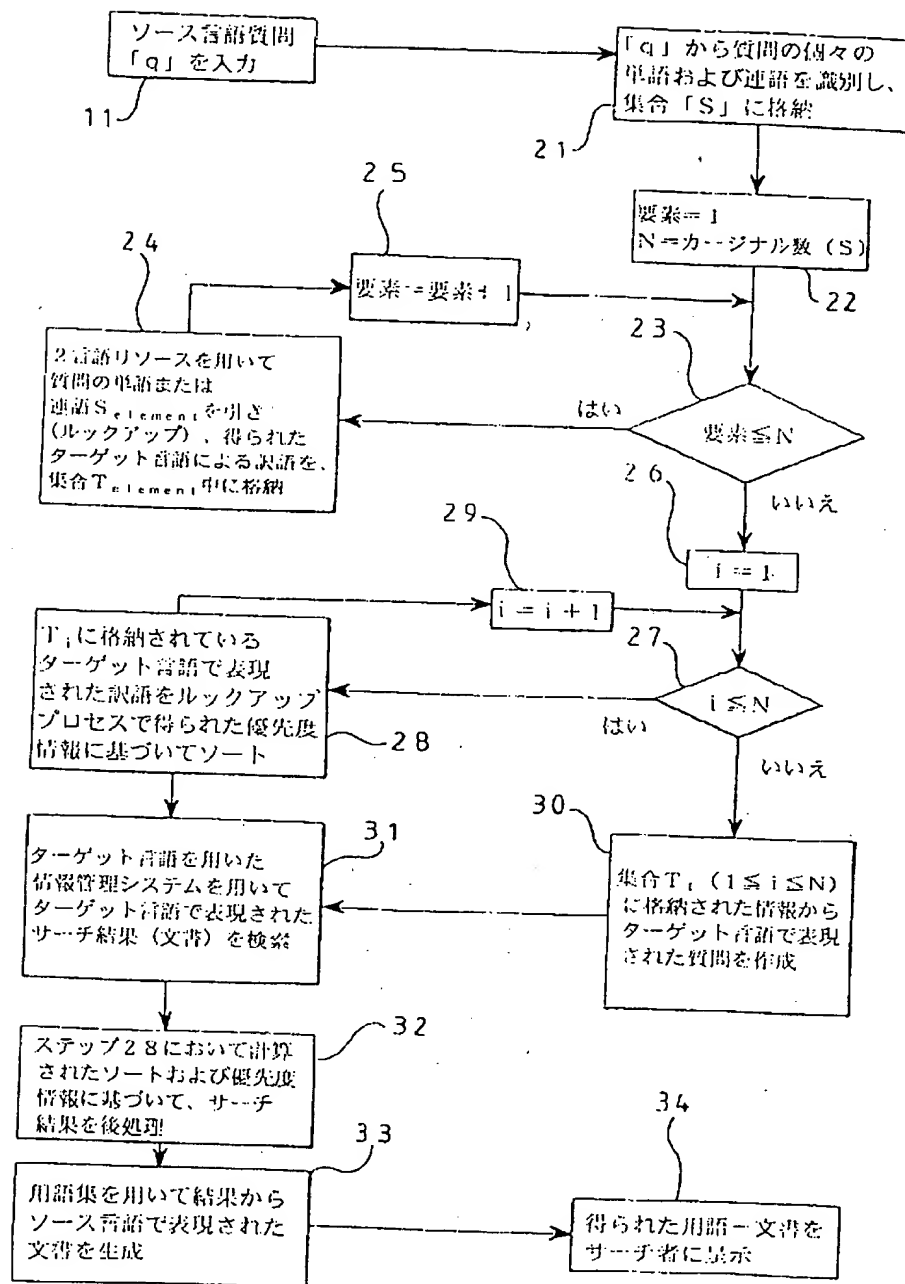 ソース言語質問
「q」を入力
11
「q」から質問の個々の
単語および連語を識別し、
集合「S」に格納
21
要素=1
N=カージナル数(S)
22
25
要素=要素+1
24
2言語リソースを用いて
質問の単語または
連語Selementを引き
(ルックアップ)、得られた
ターゲット言語による訳語を、
集合Telement中に格納
23
はい
要素≦N
いいえ
26
i=1
29
i=i+1
27
i≦N
はい
いいえ
Tiに格納されている
ターゲット言語で表現
された訳語をルックアップ
プロセスで得られた優先度
情報に基づいてソート
28
30
集合Ti(1≦i≦N)
に格納された情報から
ターゲット言語で表現
された質問を作成
31
ターゲット言語を用いた
情報管理システムを用いて
ターゲット言語で表現された
サーチ結果(文書)を検索
32
ステップ28において計算
されたソートおよび優先度
情報に基づいて、サーチ
結果を後処理
33
用語集を用いて結果から
ソース言語で表現された
文書を生成
34
得られた用語-文書を
サーチ者に呈示